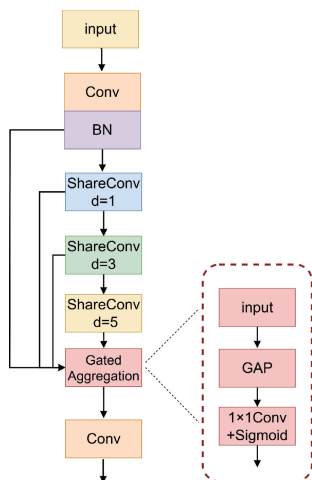 input
Conv
BN
ShareConv
d=1
ShareConv
d=3
ShareConv
d=5
Gated
Aggregation
Conv
input
GAP
1×1Conv
+Sigmoid